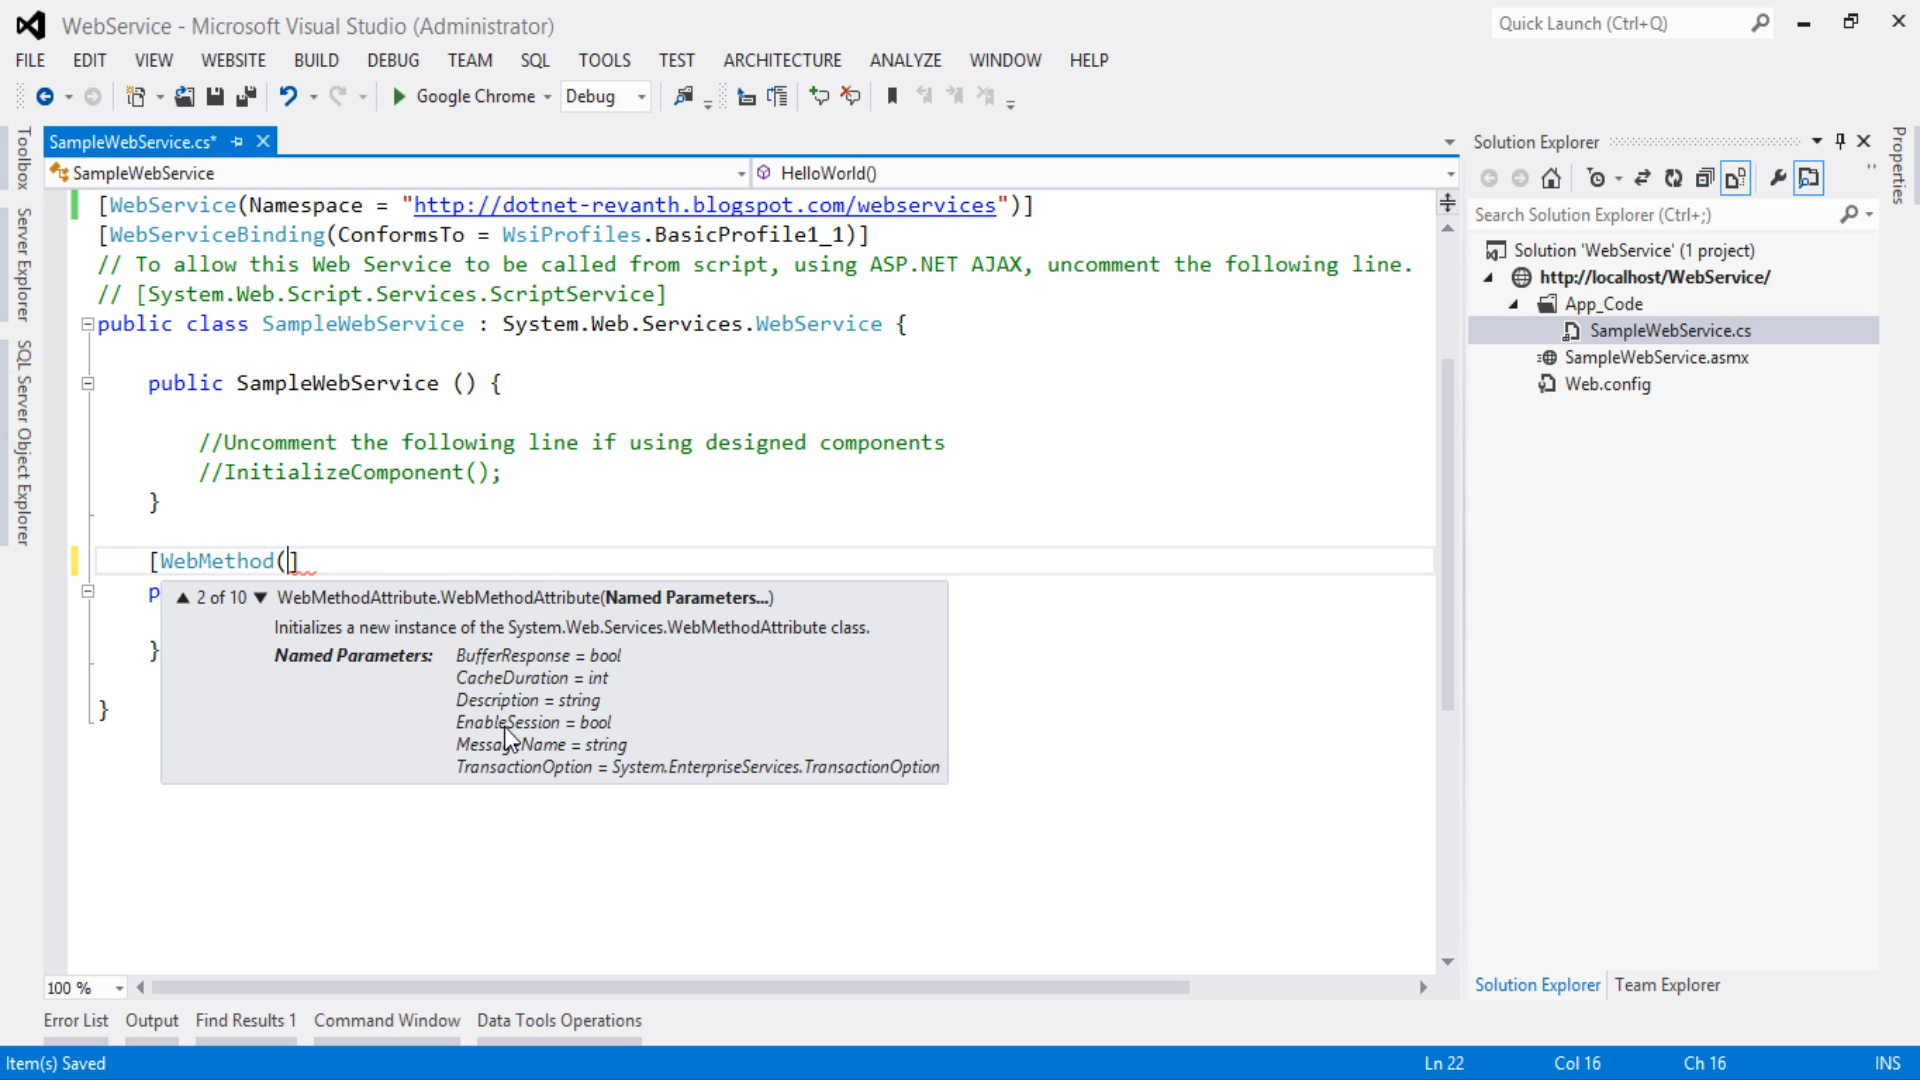 WebService - Microsoft Visual Studio (Administrator)
Quick Launch (Ctrl+Q)
FILE EDIT VIEW WEBSITE BUILD DEBUG TEAM SQL TOOLS TEST ARCHITECTURE ANALYZE WINDOW HELP
Google Chrome Debug
Toolbox
Server Explorer
SQL Server Object Explorer
SampleWebService.cs*
SampleWebService HelloWorld()
[WebService(Namespace = "http://dotnet-revanth.blogspot.com/webservices")]
[WebServiceBinding(ConformsTo = WsiProfiles.BasicProfile1_1)]
// To allow this Web Service to be called from script, using ASP.NET AJAX, uncomment the following line.
// [System.Web.Script.Services.ScriptService]
public class SampleWebService : System.Web.Services.WebService {
public SampleWebService () {
//Uncomment the following line if using designed components
//InitializeComponent();
}
[WebMethod(]
p
2 of 10 WebMethodAttribute.WebMethodAttribute(Named Parameters...)
Initializes a new instance of the System.Web.Services.WebMethodAttribute class.
Named Parameters: BufferResponse = bool
CacheDuration = int
Description = string
EnableSession = bool
MessageName = string
TransactionOption = System.EnterpriseServices.TransactionOption
}
}
100 %
Solution Explorer
Search Solution Explorer (Ctrl+;)
Solution 'WebService' (1 project)
http://localhost/WebService/
App_Code
SampleWebService.cs
SampleWebService.asmx
Web.config
Properties
Solution Explorer Team Explorer
Error List Output Find Results 1 Command Window Data Tools Operations
Item(s) Saved Ln 22 Col 16 Ch 16 INS